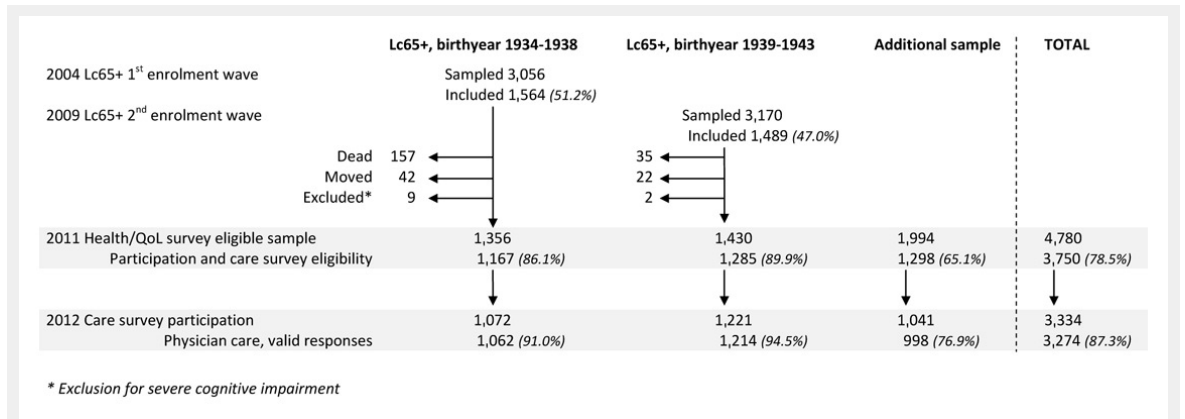 Lc65+, birthyear 1934-1938 Lc65+, birthyear 1939-1943 Additional sample TOTAL
2004 Lc65+ 1st enrolment wave Sampled 3,056
Included 1,564 (51.2%)
2009 Lc65+ 2nd enrolment wave Sampled 3,170
Included 1,489 (47.0%)
Dead 157 35
Moved 42 22
Excluded* 9 2
2011 Health/QoL survey eligible sample 1,356 1,430 1,994 4,780
Participation and care survey eligibility 1,167 (86.1%) 1,285 (89.9%) 1,298 (65.1%) 3,750 (78.5%)
2012 Care survey participation 1,072 1,221 1,041 3,334
Physician care, valid responses 1,062 (91.0%) 1,214 (94.5%) 998 (76.9%) 3,274 (87.3%)
* Exclusion for severe cognitive impairment